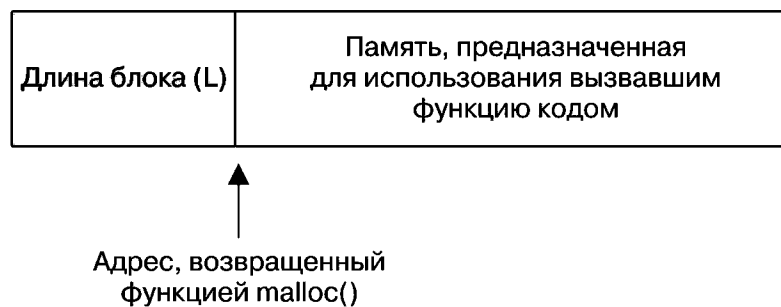 Длина блока (L)
Память, предназначенная
для использования вызвавшим
функцию кодом
Адрес, возвращенный
функцией malloc()